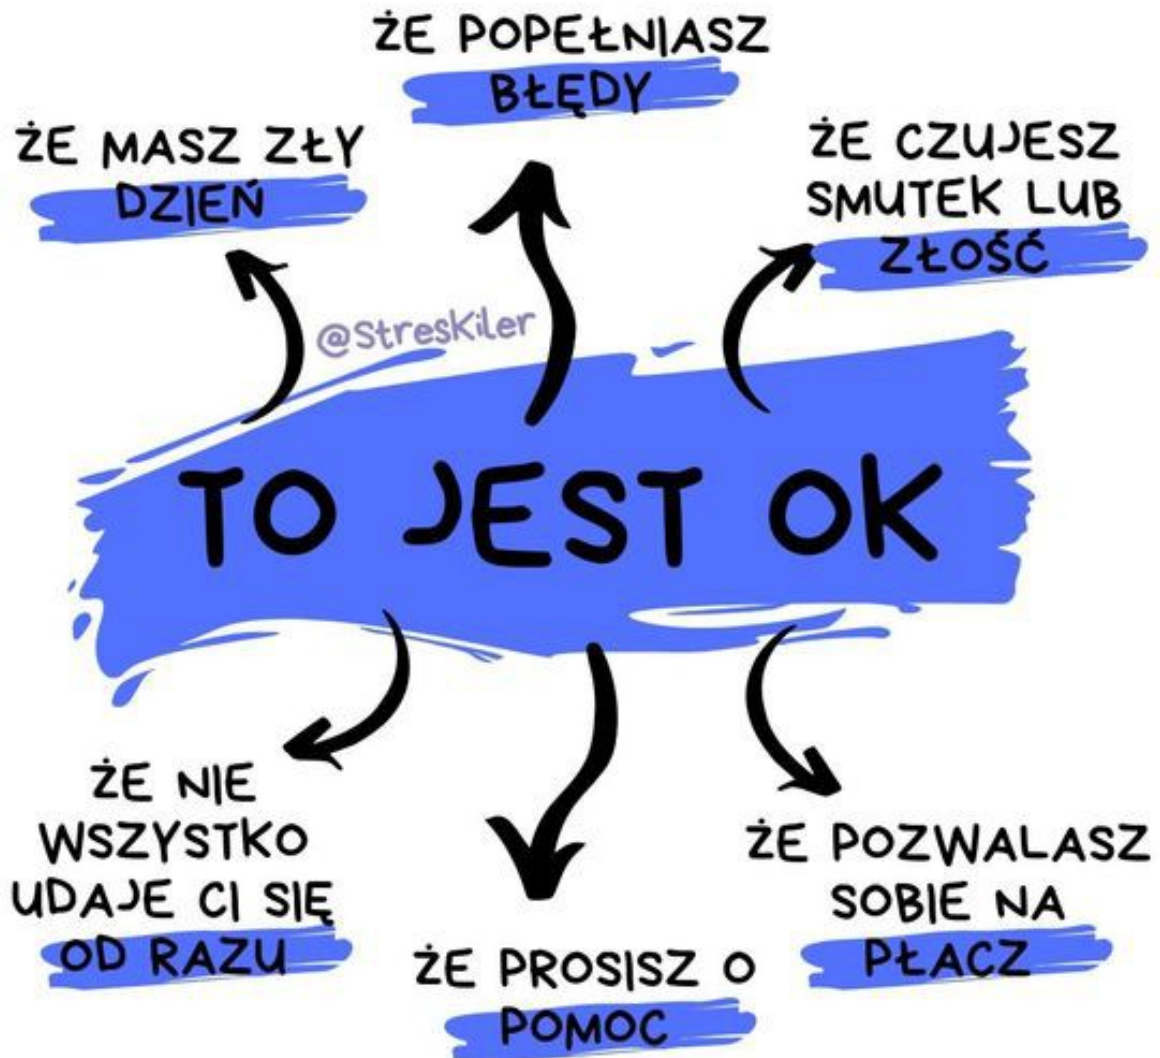 ŻE POPEŁNIASZ
BŁĘDY
ŻE MASZ ZŁY
DZIEŃ
ŻE CZUJESZ
SMUTEK LUB
ZŁOŚĆ
@StresKiler
TO JEST OK
ŻE NIE
WSZYSTKO
UDAJE CI SIĘ
OD RAZU
ŻE PROSISZ O
POMOC
ŻE POZWALASZ
SOBIE NA
PŁACZ